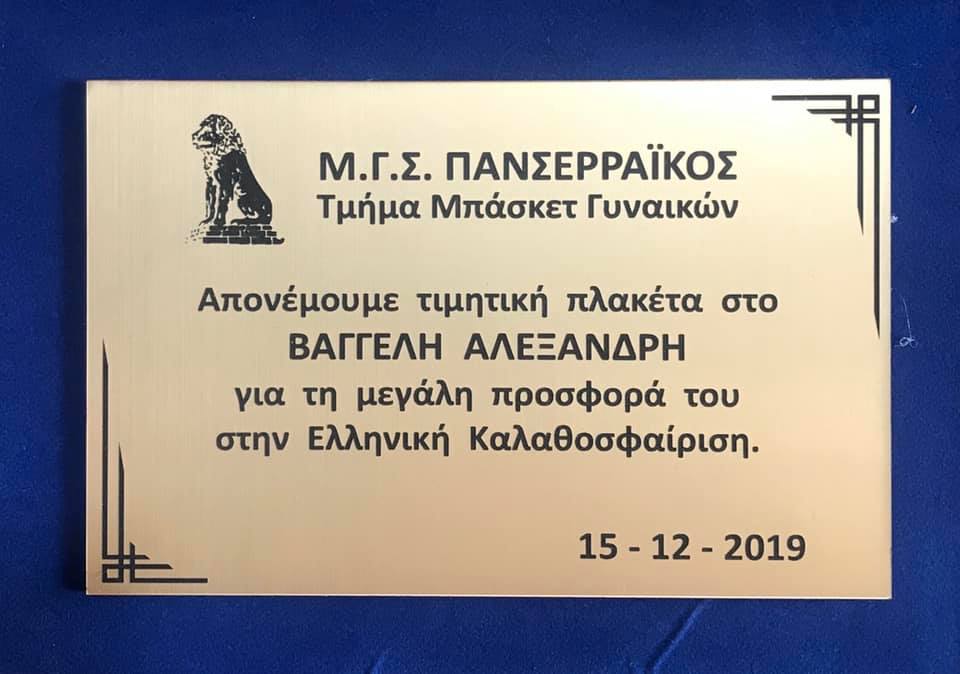 Μ.Γ.Σ. ΠΑΝΣΕΡΡΑΪΚΟΣ
Τμήμα Μπάσκετ Γυναικών
Απονέμουμε τιμητική πλακέτα στο
ΒΑΓΓΕΛΗ ΑΛΕΞΑΝΔΡΗ
για τη μεγάλη προσφορά του
στην Ελληνική Καλαθοσφαίριση.
15 - 12 - 2019